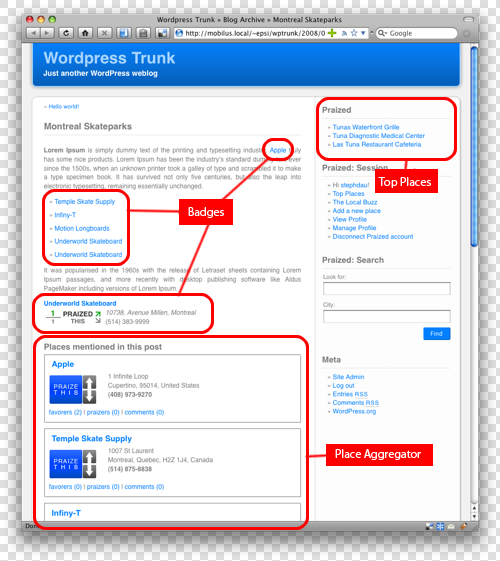 Wordpress Trunk » Blog Archive » Montreal Skateparks
http://mobilus.local/~epsi/wptrunk/2008/0
Google
Wordpress Trunk
Just another WordPress weblog
« Hello world!
Montreal Skateparks
Lorem Ipsum is simply dummy text of the printing and typesetting industry. Apple truly
has some nice products. Lorem Ipsum has been the industry's standard dummy text ever
since the 1500s, when an unknown printer took a galley of type and scrambled it to make
a type specimen book. It has survived not only five centuries, but also the leap into
electronic typesetting, remaining essentially unchanged.
» Temple Skate Supply
» Infiny-T
» Motion Longboards
» Underworld Skateboard
» Underworld Skateboard
It was popularised in the 1960s with the release of Letraset sheets containing Lorem
Ipsum passages, and more recently with desktop publishing software like Aldus
PageMaker including versions of Lorem Ipsum.
Underworld Skateboard
1
1
PRAIZED
THIS
10738, Avenue Millen, Montreal
(514) 383-9999
Places mentioned in this post
Apple
PRAIZE
THIS
1 Infinite Loop
Cupertino, 95014, United States
(408) 973-9270
favorers (2) | praizers (0) | comments (0)
Temple Skate Supply
PRAIZE
THIS
1007 St Laurent
Montreal, Quebec, H2Z 1J4, Canada
(514) 875-8838
favorers (0) | praizers (0) | comments (0)
Infiny-T
Praized
» Tunas Waterfront Grille
» Tuna Diagnostic Medical Center
» Las Tuna Restaurant Cafeteria
Praized: Session
» Hi stephdau!
» Top Places
» The Local Buzz
» Add a new place
» View Profile
» Manage Profile
» Disconnect Praized account
Praized: Search
Look for:
City:
Find
Meta
» Site Admin
» Log out
» Entries RSS
» Comments RSS
» WordPress.org
Badges
Top Places
Place Aggregator